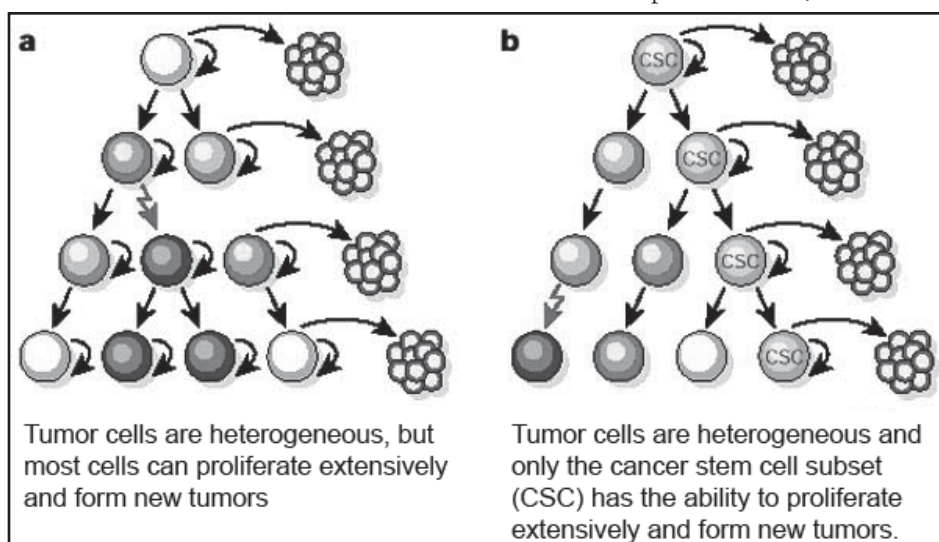 a
b
CSC
CSC
CSC
CSC
Tumor cells are heterogeneous, but
most cells can proliferate extensively
and form new tumors
Tumor cells are heterogeneous and
only the cancer stem cell subset
(CSC) has the ability to proliferate
extensively and form new tumors.